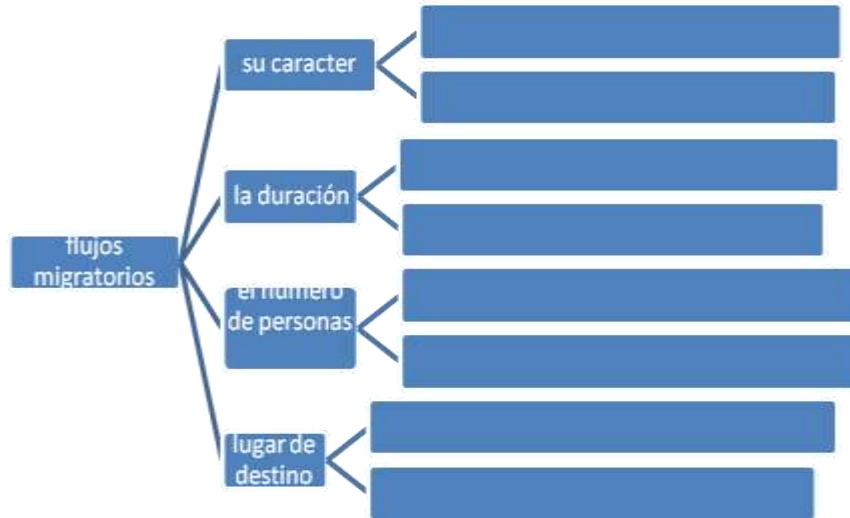 su caracter
la duración
flujos
migratorios
el número
de personas
lugar de
destino